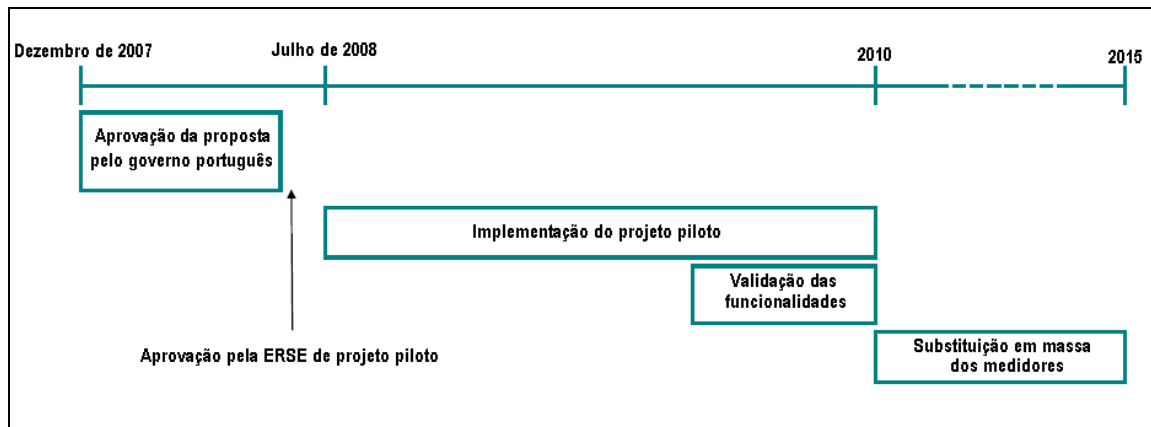 Dezembro de 2007
Julho de 2008
2010
2015
Aprovação da proposta
pelo governo português
Implementação do projeto piloto
Validação das
funcionalidades
Aprovação pela ERSE de projeto piloto
Substituição em massa
dos medidores